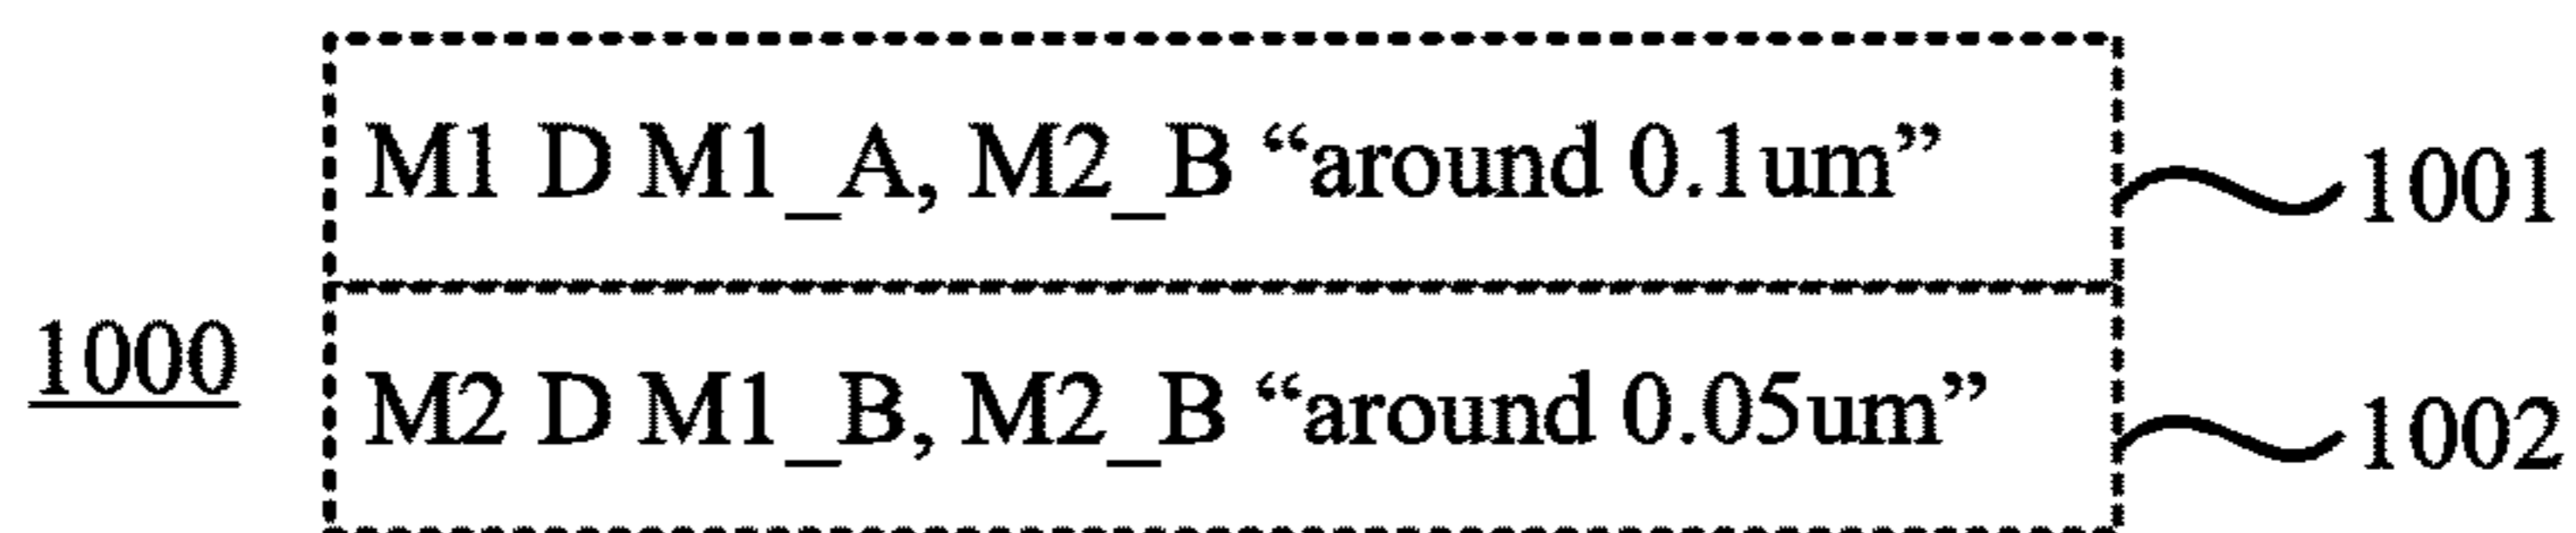 M1 D M1_A, M2_B “around 0.1um”
1001
1000
M2 D M1_B, M2_B “around 0.05um”
1002